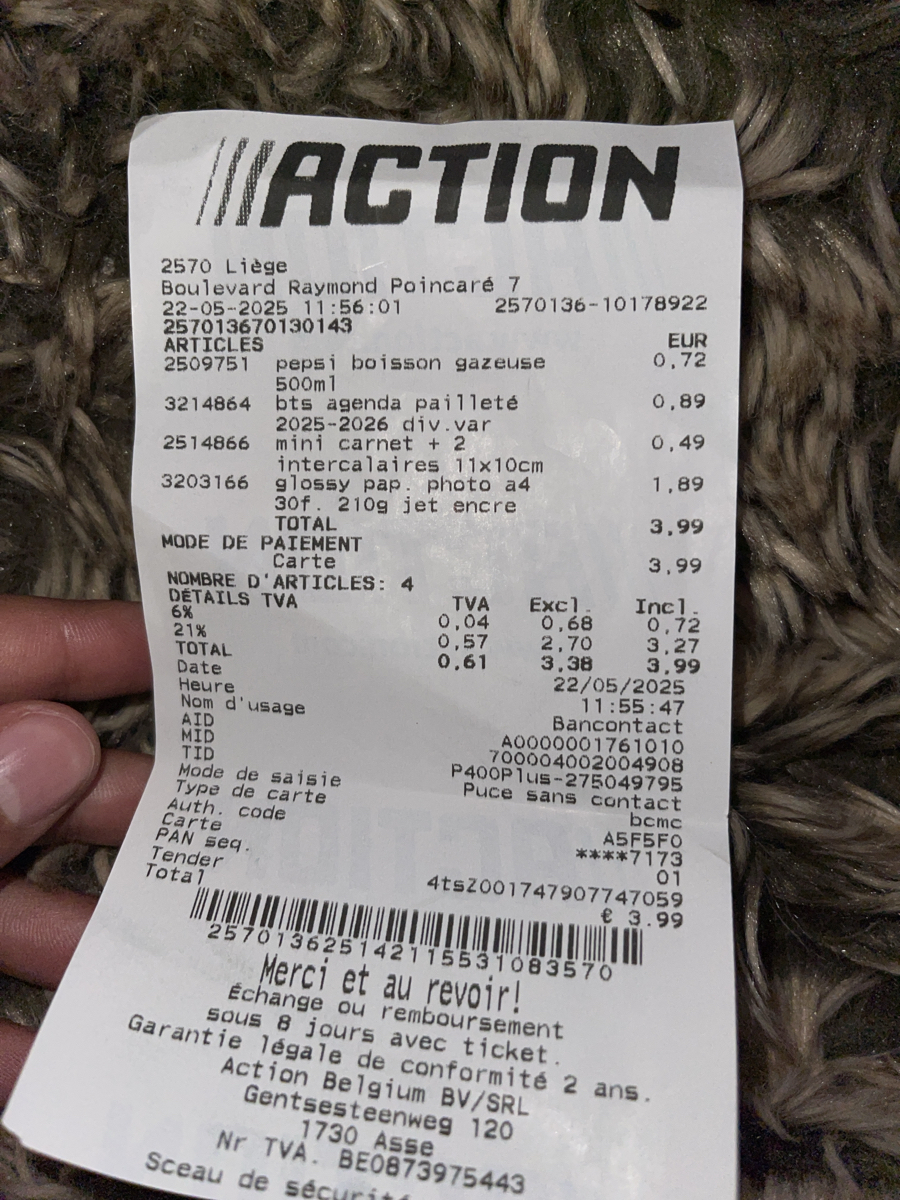 ACTION
2570 Liège
Boulevard Raymond Poincaré 7
22-05-2025 11:56:01 2570136-10178922
257013670130143
ARTICLES EUR
2509751 pepsi boisson gazeuse 0,72
500ml
3214864 bts agenda pailleté 0,89
2025-2026 div.var
2514866 mini carnet + 2 0,49
intercalaires 11x10cm
3203166 glossy pap. photo a4 1,89
30f. 210g jet encre
TOTAL 3,99
MODE DE PAIEMENT
Carte 3,99
NOMBRE D'ARTICLES: 4
DÉTAILS TVA TVA Excl. Incl.
6% 0,04 0,68 0,72
21% 0,57 2,70 3,27
TOTAL 0,61 3,38 3,99
Date 22/05/2025
Heure 11:55:47
Nom d'usage Bancontact
AID A0000001761010
MID 700004002004908
TID P400Plus-275049795
Mode de saisie Puce sans contact
Type de carte bcmc
Auth. code A5F5F0
Carte ****7173
PAN seq. 01
Tender 4tsZ001747907747059
Total € 3.99
257013625142115531083570
Merci et au revoir!
Échange ou remboursement
sous 8 jours avec ticket.
Garantie légale de conformité 2 ans.
Action Belgium BV/SRL
Gentsesteenweg 120
1730 Asse
Nr TVA. BE0873975443
Sceau de sécurité